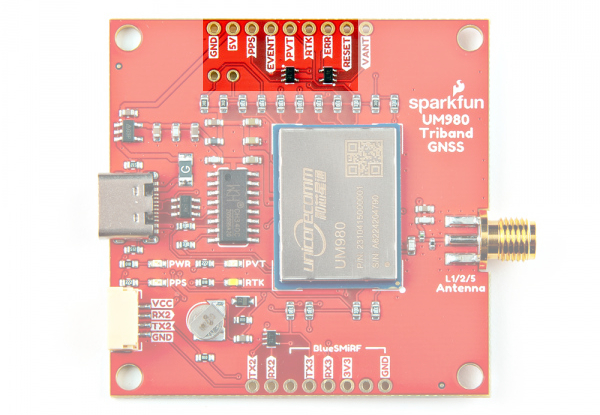 GND
5V
PPS
EVENT
PVT
RTK
ERR
RESET
VANT
sparkfun
UM980
Triband
GNSS
G
unicorecomm
UM980
PWR
PVT
PPS
RTK
L1/2/5
Antenna
VCC
RX2
TX2
GND
BlueSMiRF
TX2
RX2
TX3
RX3
3V3
GND